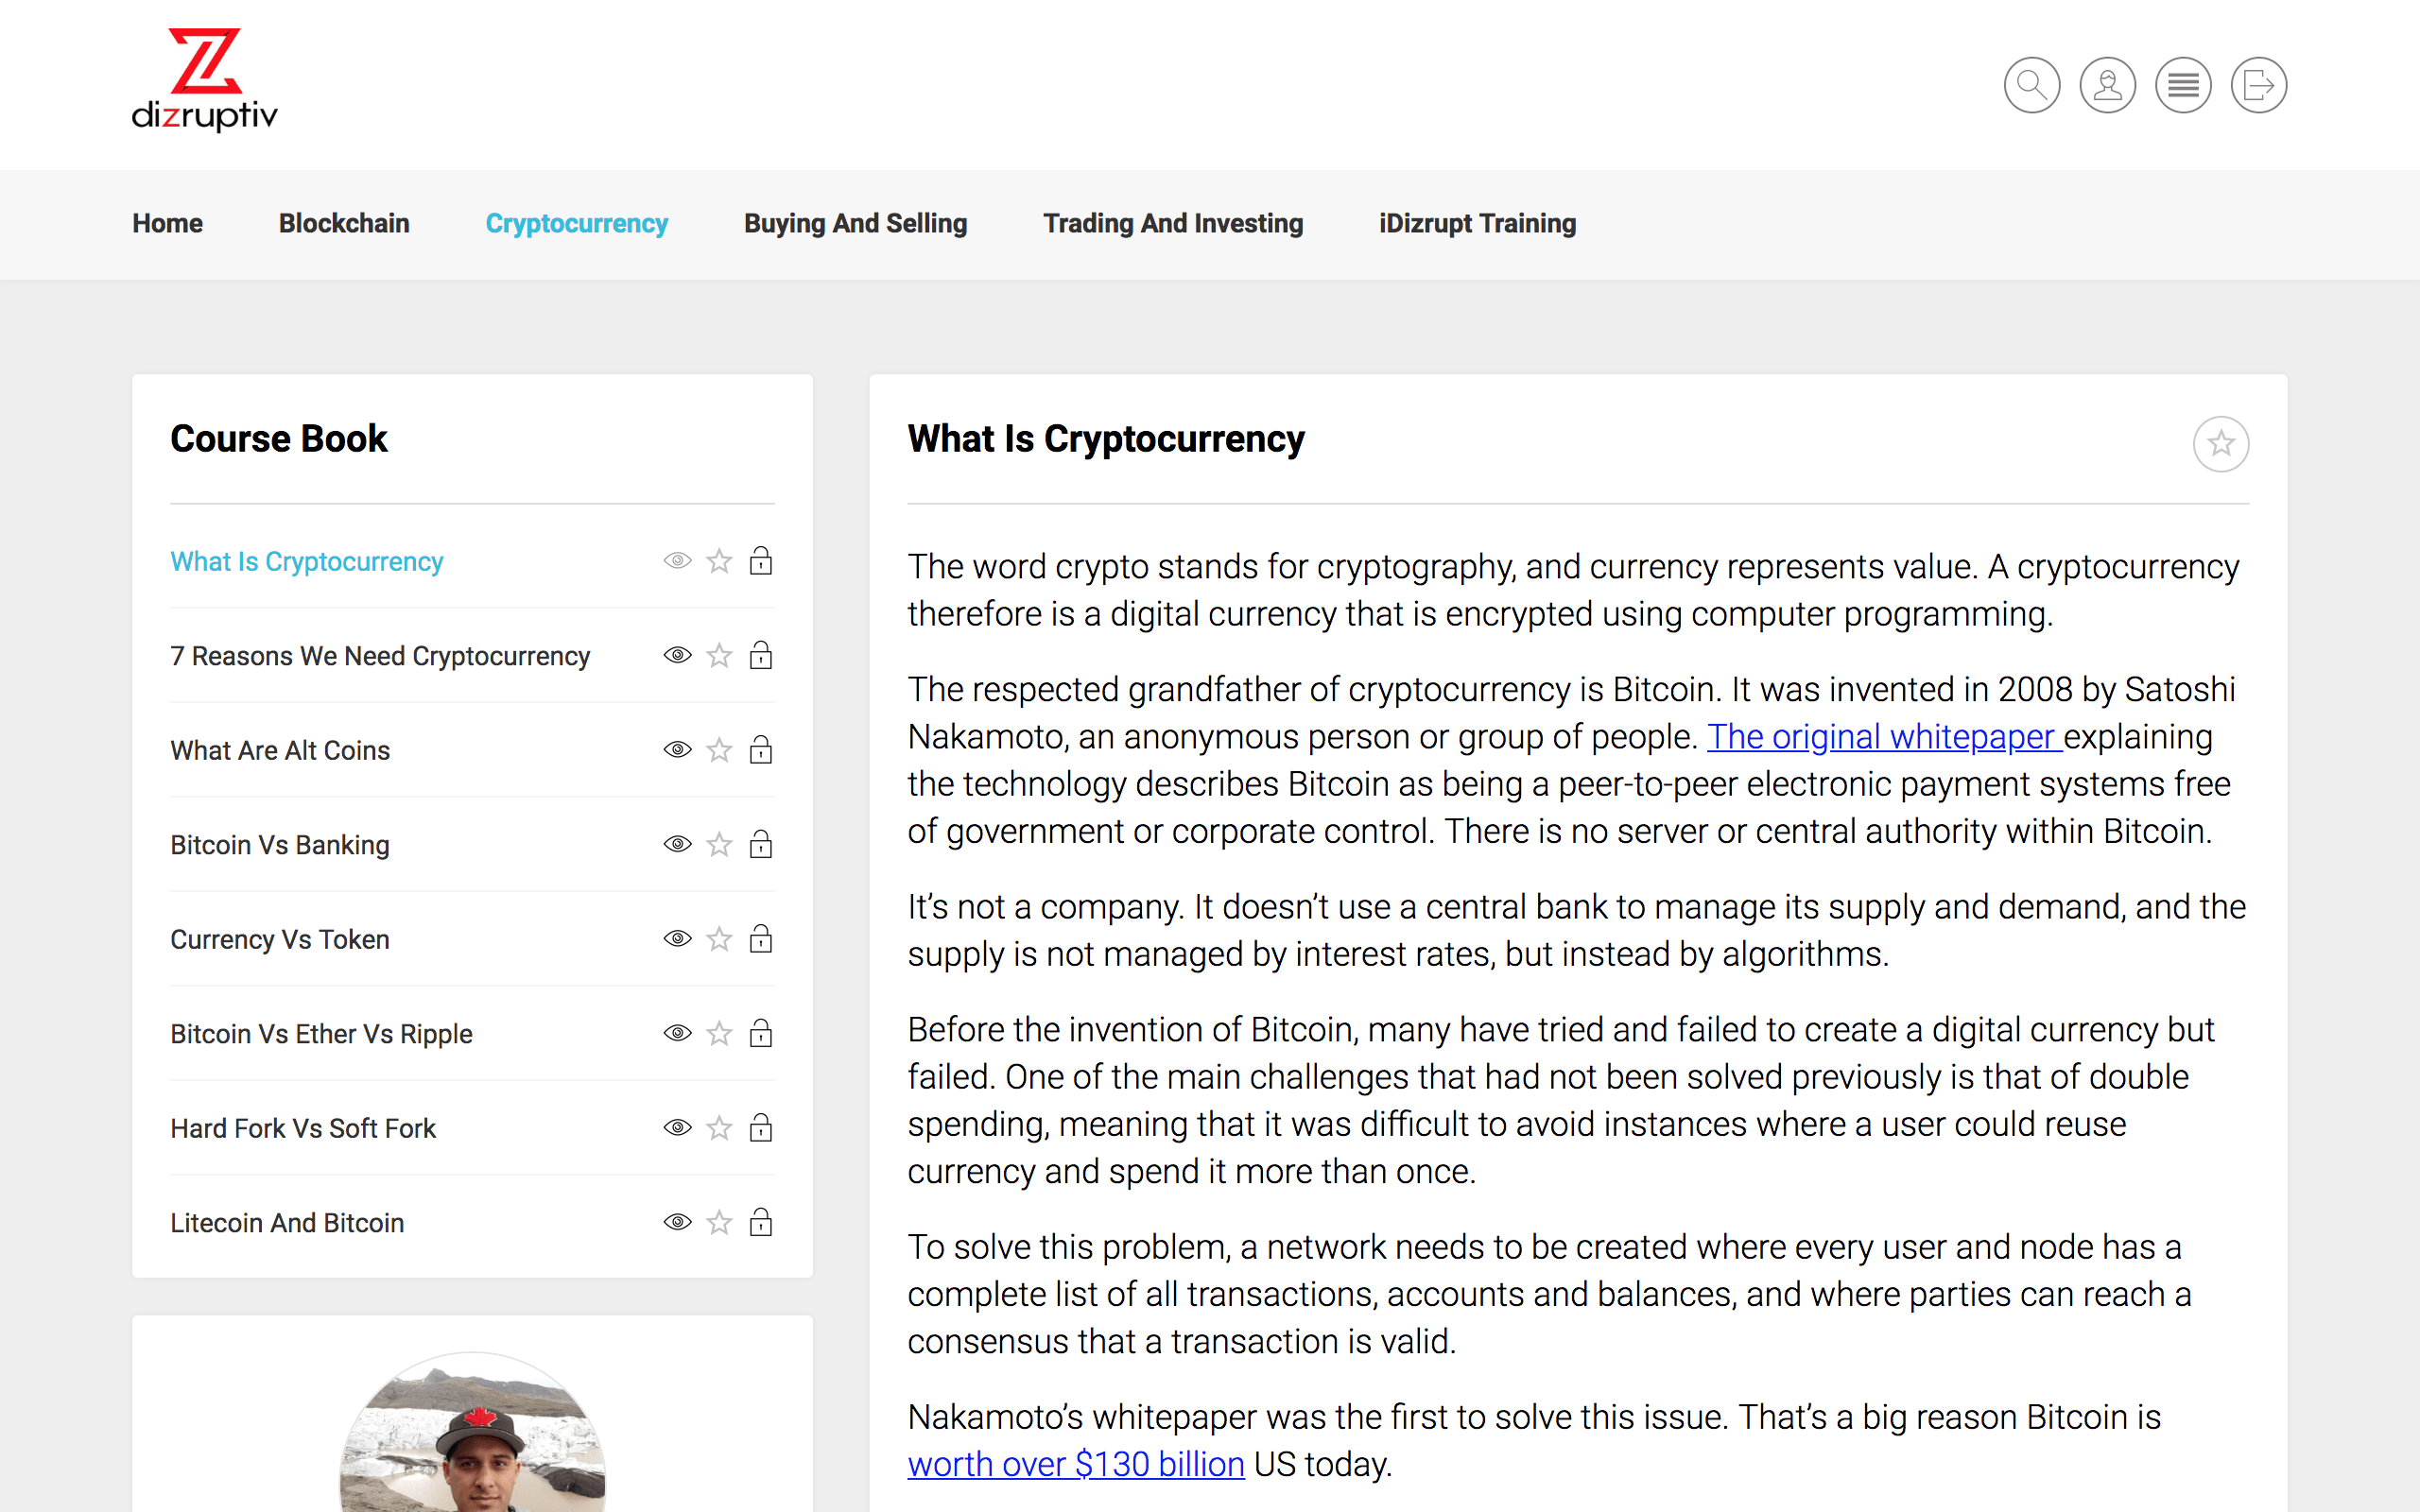 dizruptiv
Home
Blockchain
Cryptocurrency
Buying And Selling
Trading And Investing
iDizrupt Training
Course Book
What Is Cryptocurrency
7 Reasons We Need Cryptocurrency
What Are Alt Coins
Bitcoin Vs Banking
Currency Vs Token
Bitcoin Vs Ether Vs Ripple
Hard Fork Vs Soft Fork
Litecoin And Bitcoin
What Is Cryptocurrency
The word crypto stands for cryptography, and currency represents value. A cryptocurrency
therefore is a digital currency that is encrypted using computer programming.
The respected grandfather of cryptocurrency is Bitcoin. It was invented in 2008 by Satoshi
Nakamoto, an anonymous person or group of people. The original whitepaper explaining
the technology describes Bitcoin as being a peer-to-peer electronic payment systems free
of government or corporate control. There is no server or central authority within Bitcoin.
It’s not a company. It doesn’t use a central bank to manage its supply and demand, and the
supply is not managed by interest rates, but instead by algorithms.
Before the invention of Bitcoin, many have tried and failed to create a digital currency but
failed. One of the main challenges that had not been solved previously is that of double
spending, meaning that it was difficult to avoid instances where a user could reuse
currency and spend it more than once.
To solve this problem, a network needs to be created where every user and node has a
complete list of all transactions, accounts and balances, and where parties can reach a
consensus that a transaction is valid.
Nakamoto’s whitepaper was the first to solve this issue. That’s a big reason Bitcoin is
worth over $130 billion US today.